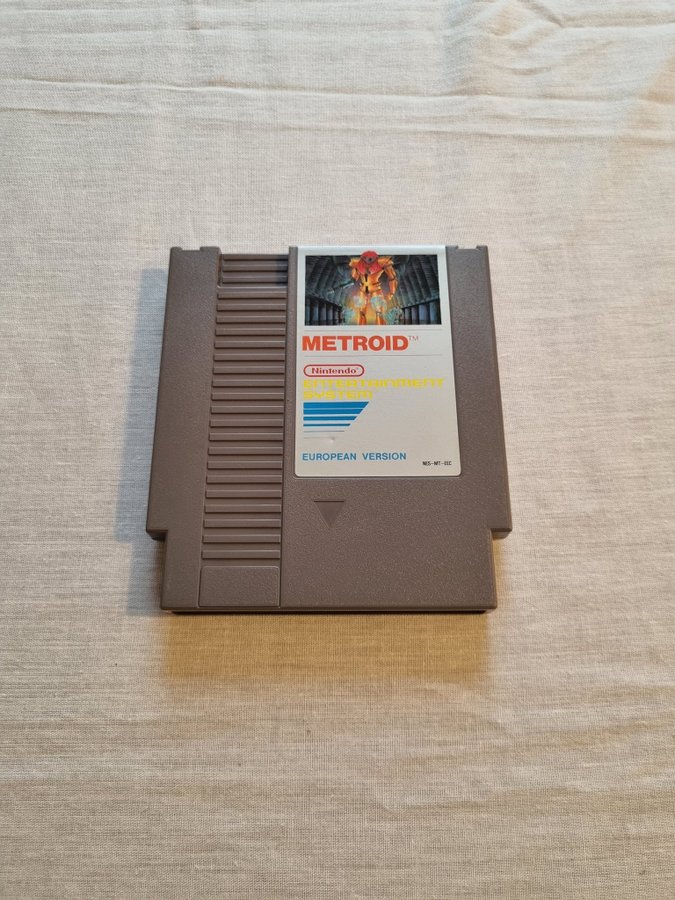 METROID™
Nintendo®
ENTERTAINMENT
SYSTEM
EUROPEAN VERSION
NES-MT-EEC